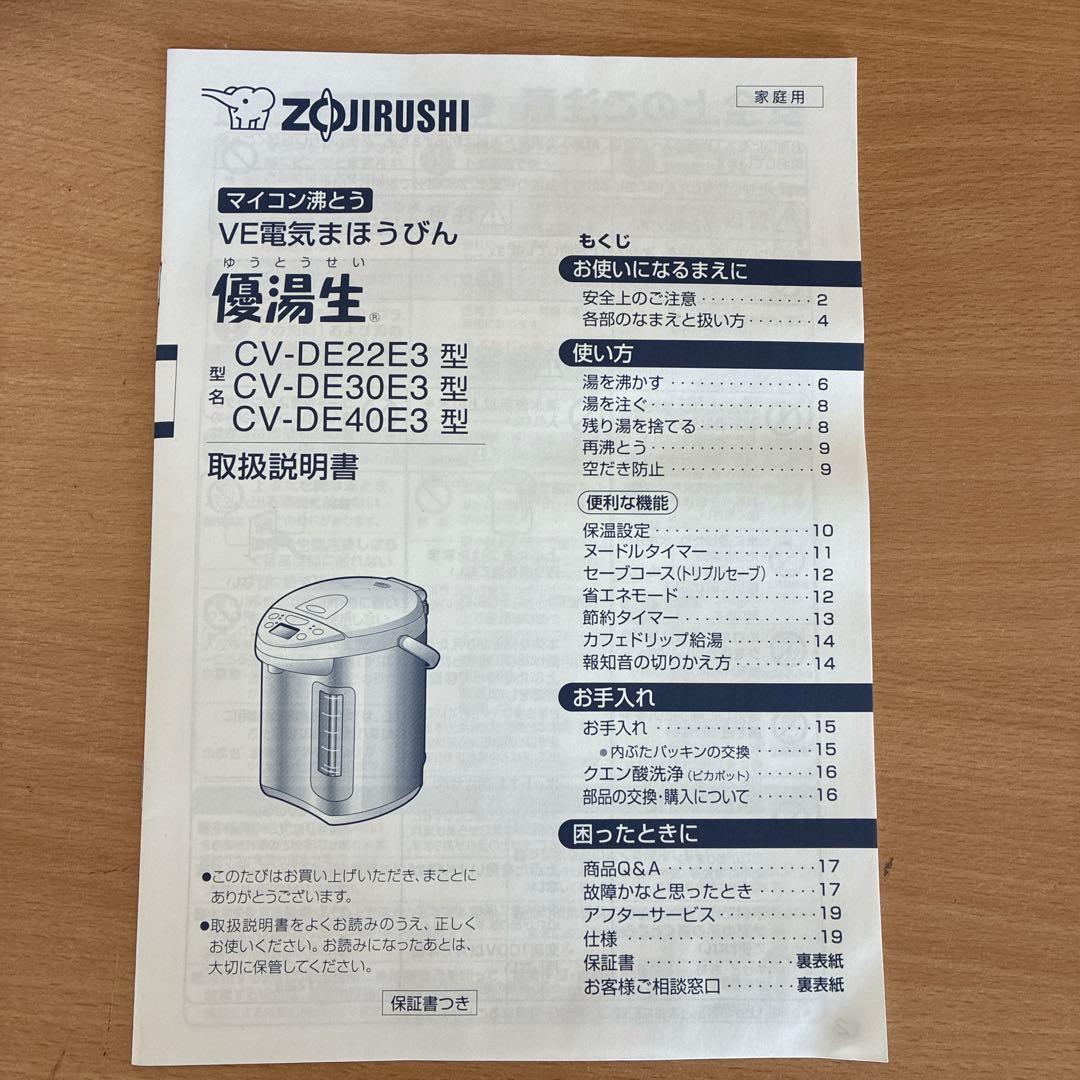 ZOJIRUSHI
家庭用
マイコン沸とう
VE電気まほうびん
ゆうとうせい
優湯生®
型名
CV-DE22E3 型
CV-DE30E3 型
CV-DE40E3 型
取扱説明書
●このたびはお買い上げいただき、まことに
ありがとうございます。
●取扱説明書をよくお読みのうえ、正しく
お使いください。お読みになったあとは、
大切に保管してください。
保証書つき
もくじ
お使いになるまえに
安全上のご注意・・・・・・・・・・・・2
各部のなまえと扱い方・・・・・・・4
使い方
湯を沸かす・・・・・・・・・・・・・・・6
湯を注ぐ・・・・・・・・・・・・・・・・・8
残り湯を捨てる・・・・・・・・・・・・8
再沸とう・・・・・・・・・・・・・・・・・9
空だき防止・・・・・・・・・・・・・・・9
便利な機能
保温設定・・・・・・・・・・・・・・・・10
ヌードルタイマー・・・・・・・・・・11
セーブコース(トリプルセーブ)・・・・12
省エネモード・・・・・・・・・・・・・12
節約タイマー・・・・・・・・・・・・・13
カフェドリップ給湯・・・・・・・・14
報知音の切りかえ方・・・・・・・・14
お手入れ
お手入れ・・・・・・・・・・・・・・・・15
●内ぶたパッキンの交換・・・・・・15
クエン酸洗浄(ピカポット)・・・・・・16
部品の交換・購入について・・・・・・16
困ったときに
商品Q&A・・・・・・・・・・・・・・・17
故障かなと思ったとき・・・・・・17
アフターサービス・・・・・・・・・19
仕様・・・・・・・・・・・・・・・・・・・19
保証書・・・・・・・・・・・・・・・裏表紙
お客様ご相談窓口・・・・・・・裏表紙